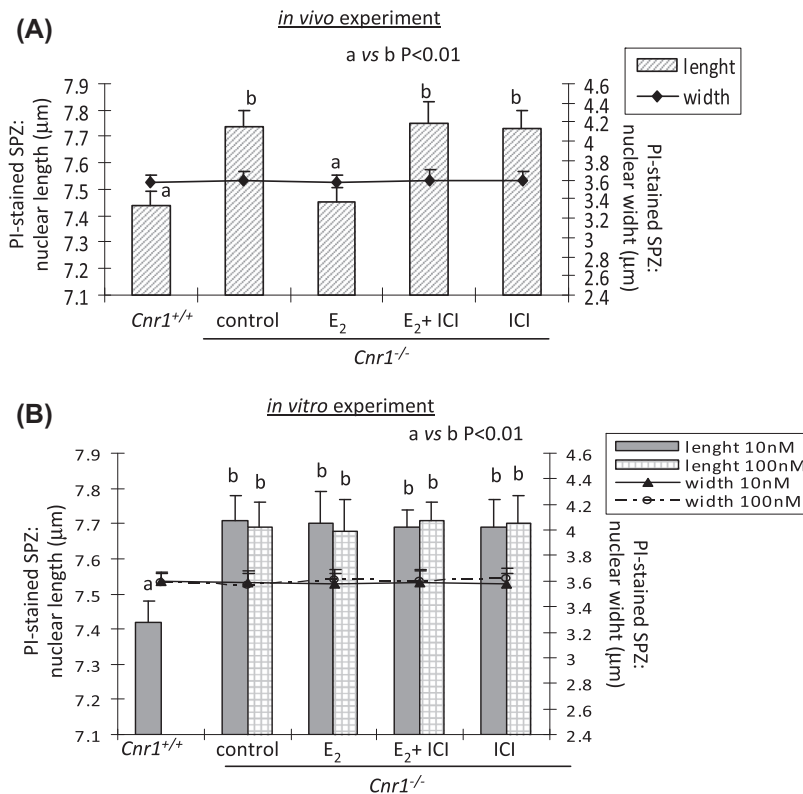 (A)
in vivo experiment
a vs b P<0.01
lenght
width
PI-stained SPZ:
nuclear length (µm)
7.9
7.8
7.7
7.6
7.5
7.4
7.3
7.2
7.1
a
b
a
b
b
4.6
4.4
4.2
4
3.8
3.6
3.4
3.2
3
2.8
2.6
2.4
PI-stained SPZ:
nuclear widht (µm)
Cnr1+/+
control
E2
E2+ ICI
ICI
Cnr1-/-
(B)
in vitro experiment
a vs b P<0.01
lenght 10nM
lenght 100nM
width 10nM
width 100nM
PI-stained SPZ:
nuclear length (µm)
7.9
7.8
7.7
7.6
7.5
7.4
7.3
7.2
7.1
a
b b
b b
b b
b b
4.6
4.4
4.2
4
3.8
3.6
3.4
3.2
3
2.8
2.6
2.4
PI-stained SPZ:
nuclear widht (µm)
Cnr1+/+
control
E2
E2+ ICI
ICI
Cnr1-/-